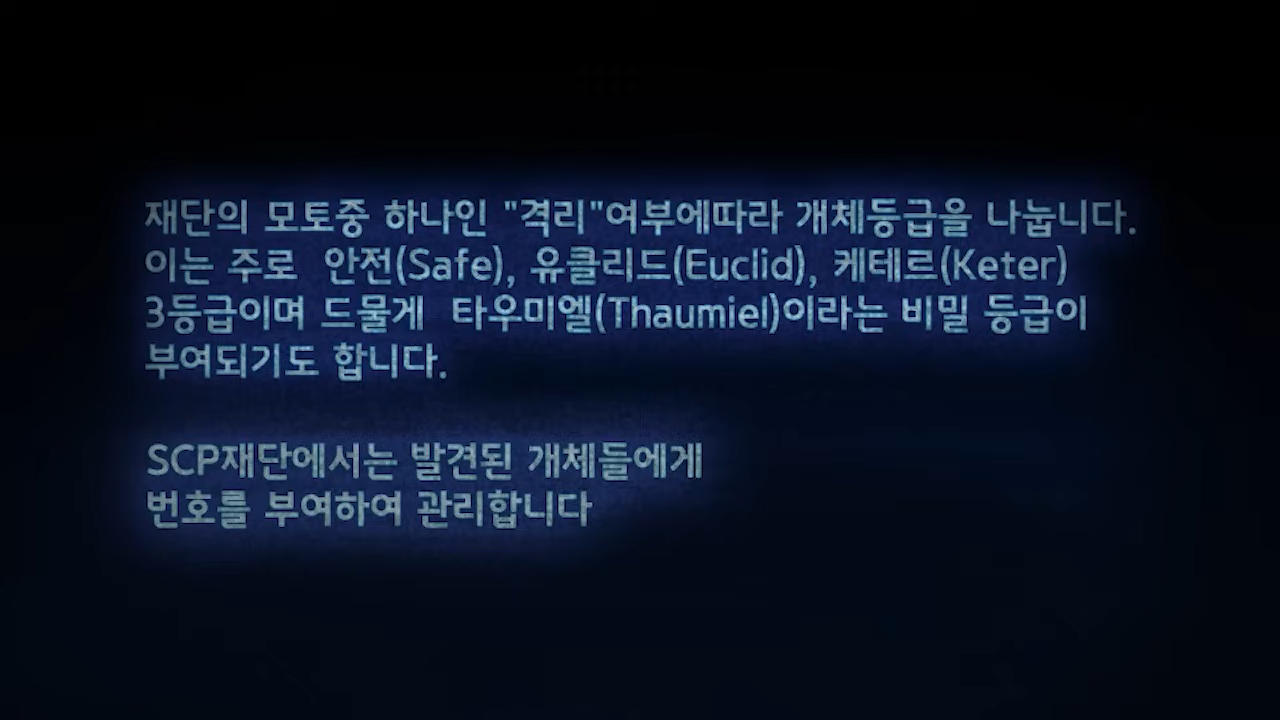 재단의 모토중 하나인 "격리"여부에따라 개체등급을 나눕니다.
이는 주로 안전(Safe), 유클리드(Euclid), 케테르(Keter)
3등급이며 드물게 타우미엘(Thaumiel)이라는 비밀 등급이
부여되기도 합니다.
SCP재단에서는 발견된 개체들에게
번호를 부여하여 관리합니다